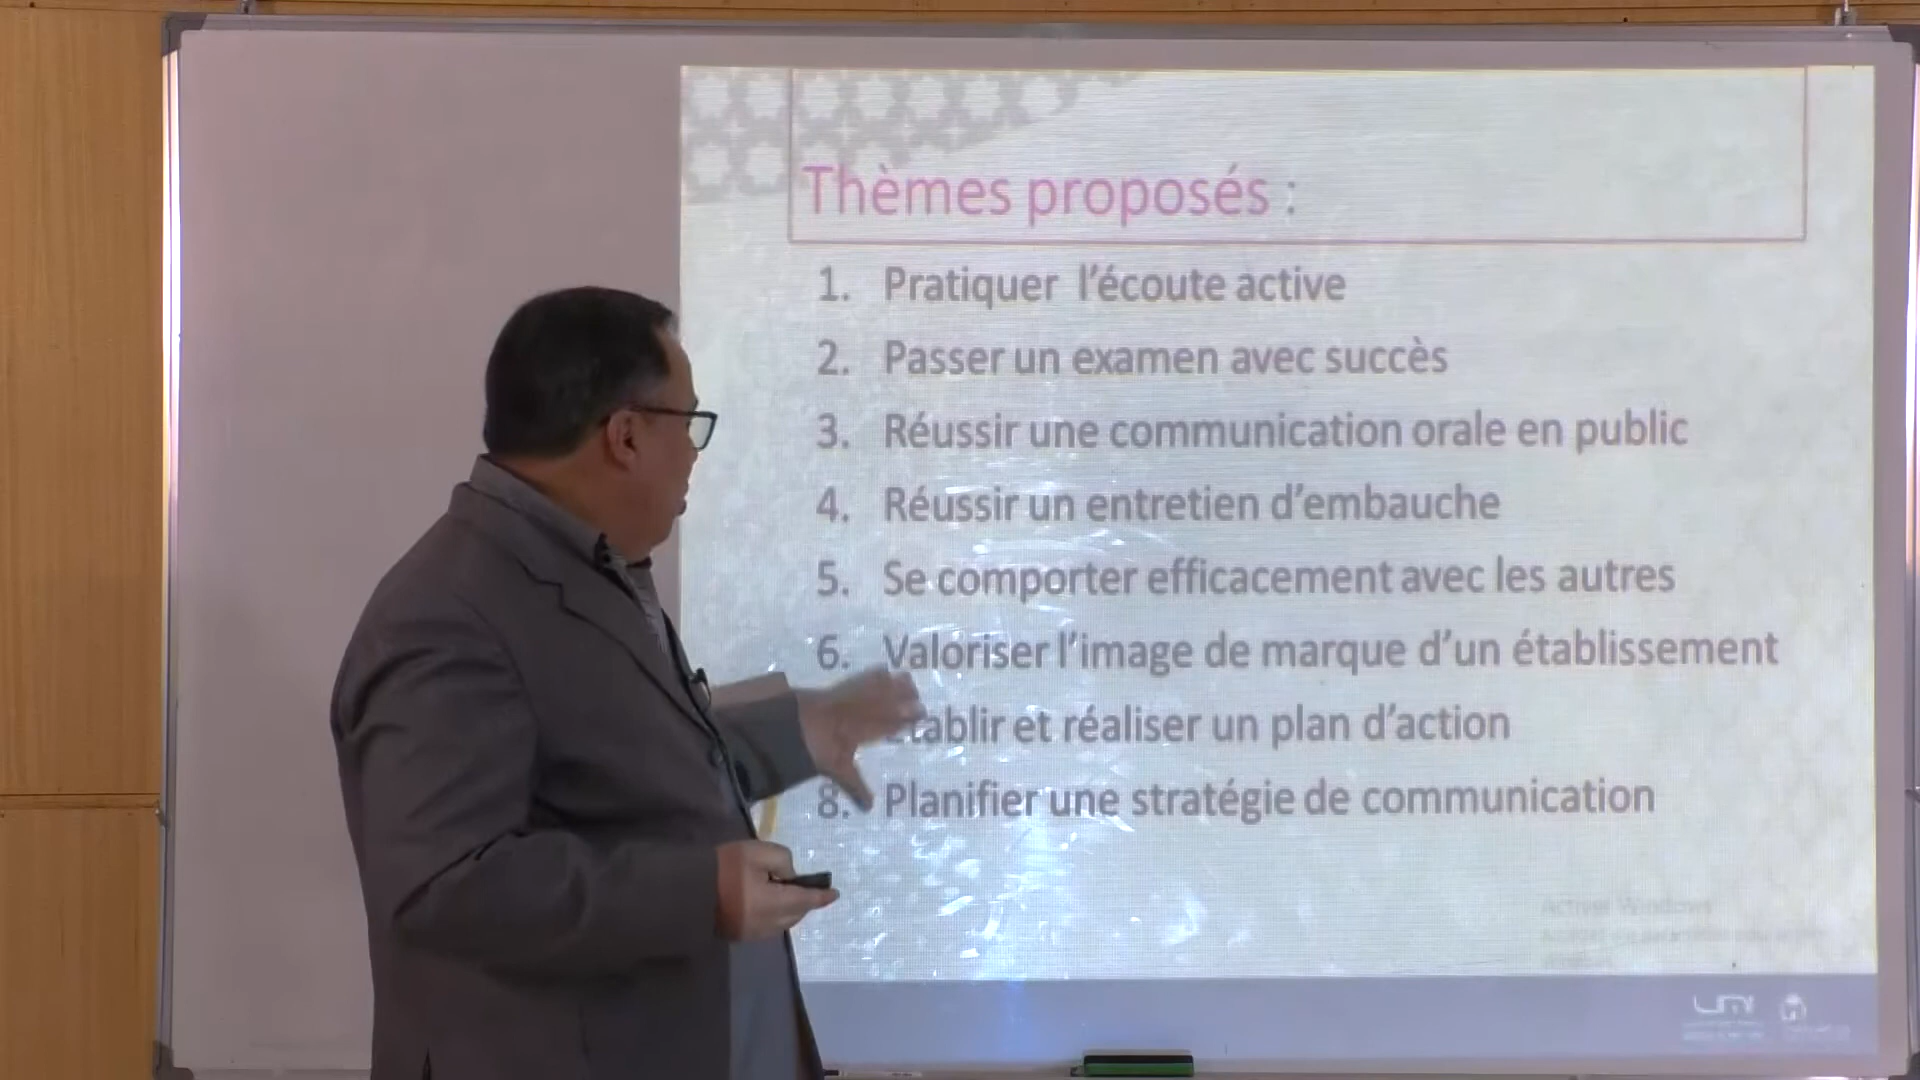 Thèmes proposés :
1. Pratiquer l'écoute active
2. Passer un examen avec succès
3. Réussir une communication orale en public
4. Réussir un entretien d'embauche
5. Se comporter efficacement avec les autres
6. Valoriser l'image de marque d'un établissement
et réaliser un plan d'action
8. Planifier une stratégie de communication
Activer Windows